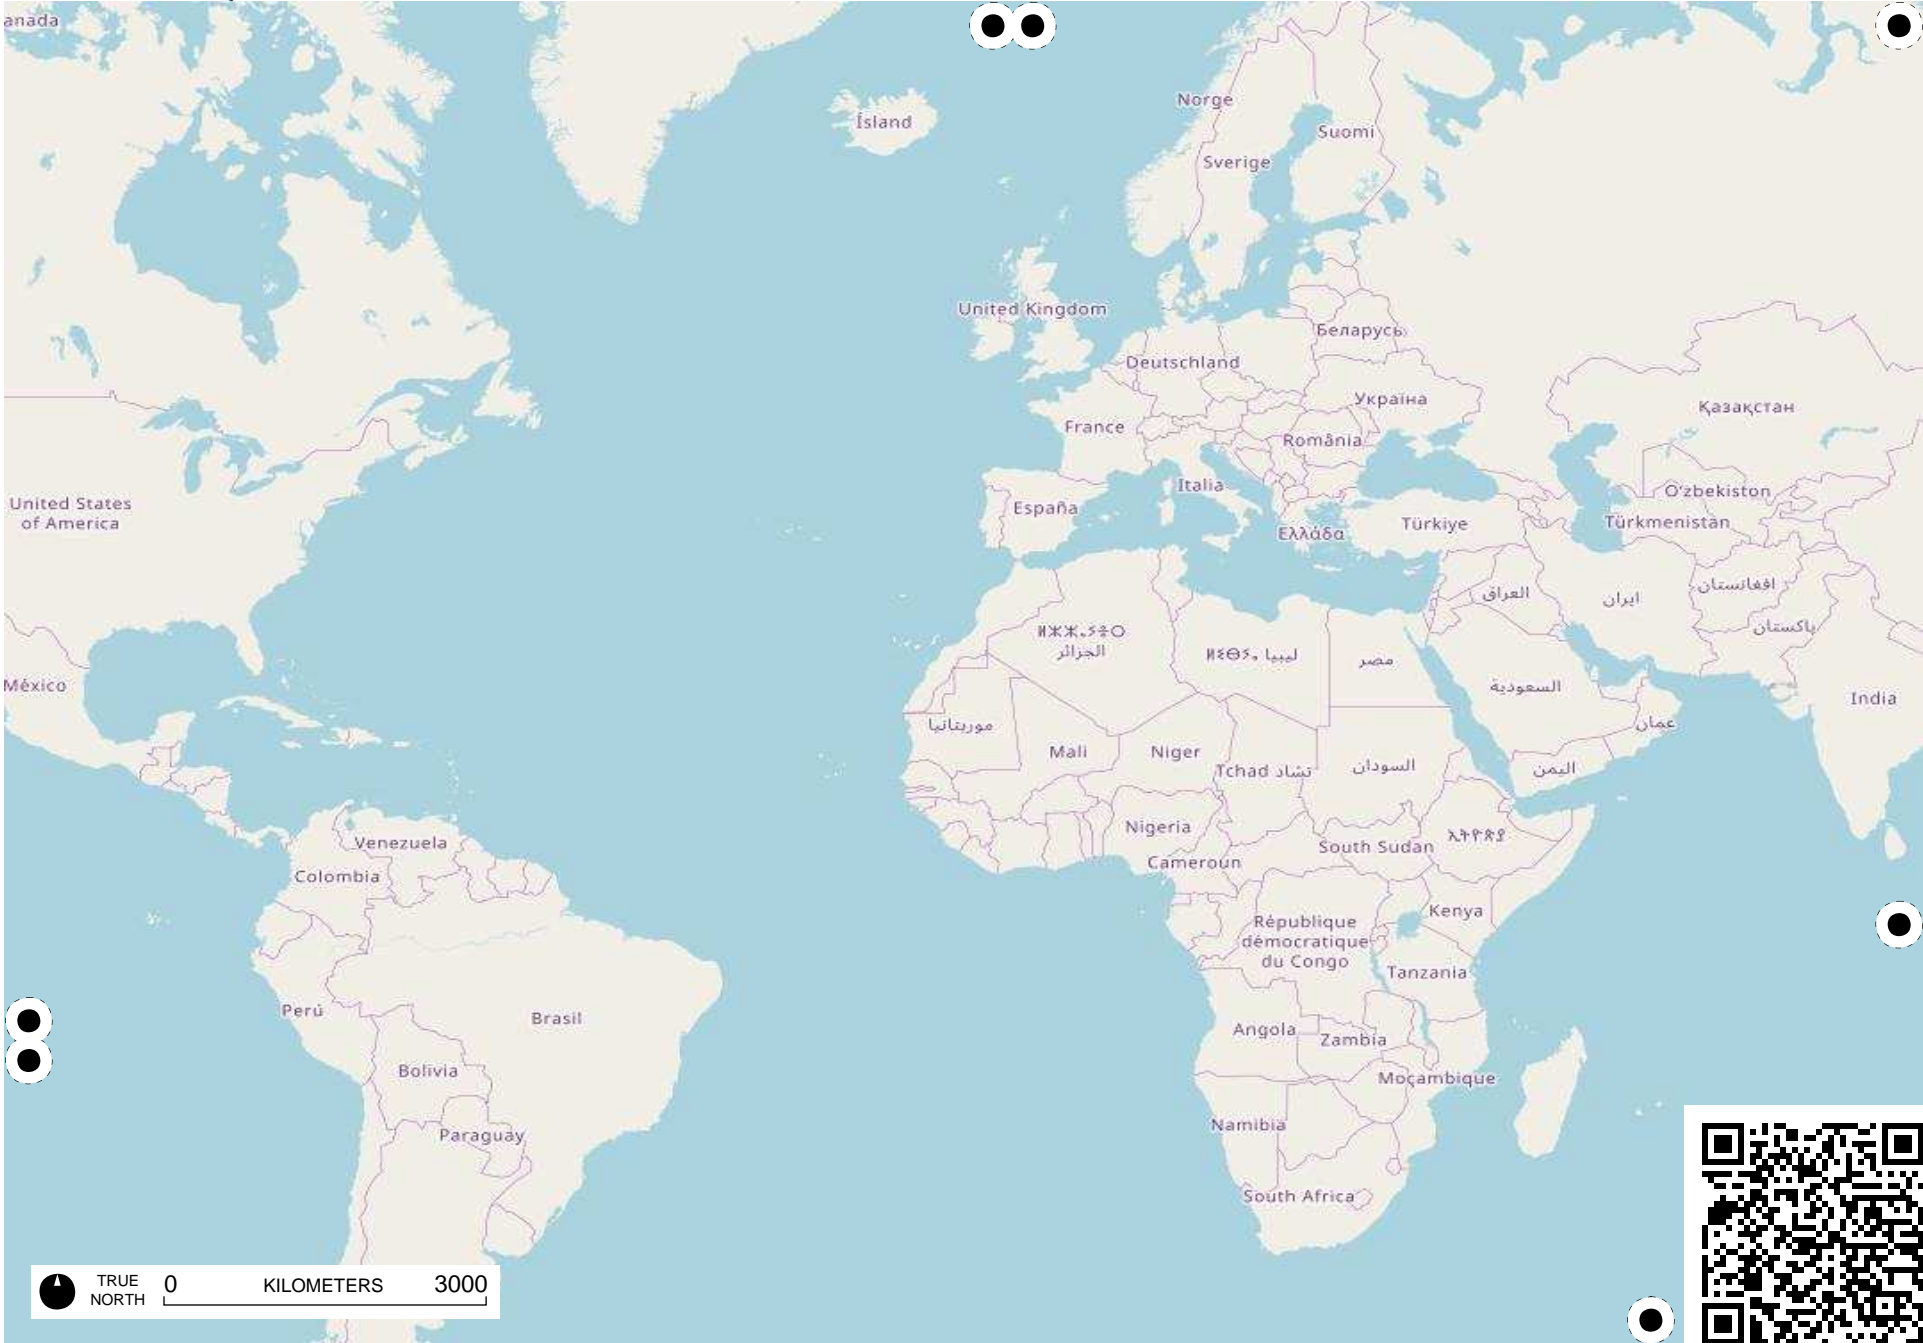 anada
Ísland
Norge
Suomi
Sverige
United Kingdom
Беларусь
Deutschland
Україна
Қазақстан
France
România
Italia
España
Ελλάδα
Türkiye
Oʻzbekiston
Türkmenistan
United States
of America
العراق
ایران
افغانستان
پاکستان
ⵍⵣⵣⴰⵢⴻⵔ
الجزائر
ⵍⵉⴱⵢⴰ ليبيا
مصر
السعودية
México
India
عمان
موريتانيا
Mali
Niger
Tchad تشاد
السودان
اليمن
Nigeria
South Sudan
ኢትዮጵያ
Venezuela
Cameroun
Colombia
Kenya
République
démocratique
du Congo
Tanzania
Perú
Brasil
Angola
Zambia
Bolivia
Moçambique
Namibia
Paraguay
South Africa
TRUE
NORTH
0 KILOMETERS 3000